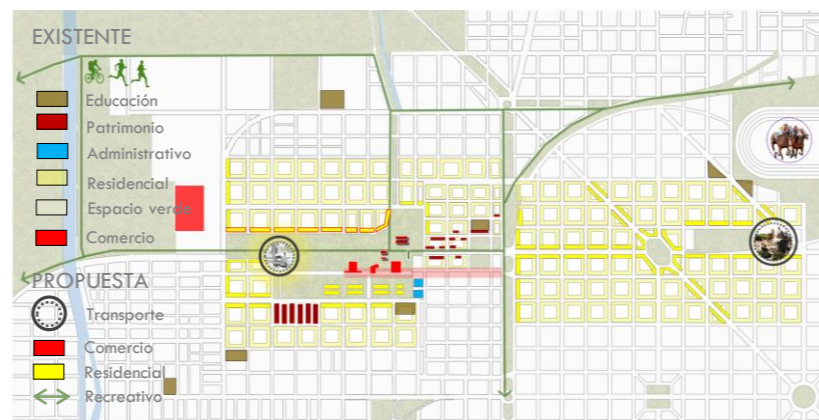 EXISTENTE
Educación
Patrimonio
Administrativo
Residencial
Espacio verde
Comercio
PROPUESTA
Transporte
Comercio
Residencial
Recreativo